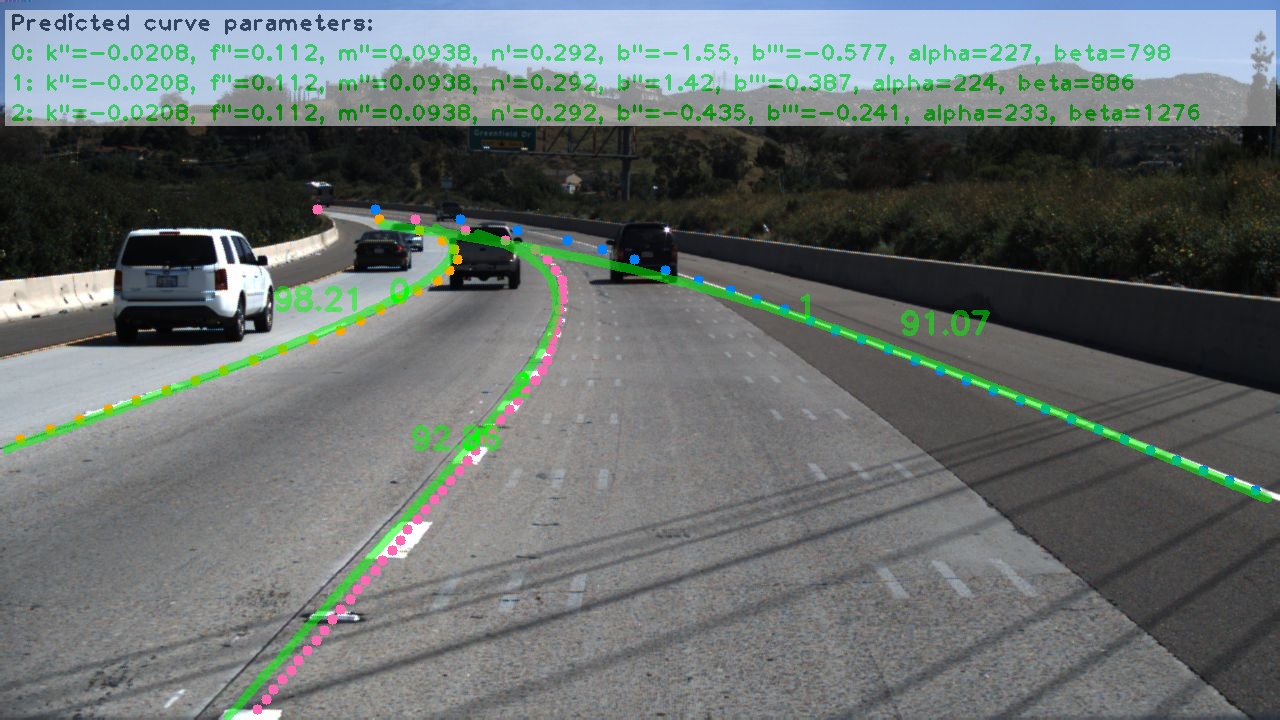 Predicted curve parameters:
0: k''=-0.0208, f''=0.112, m''=0.0938, n'=0.292, b''=-1.55, b'''=-0.577, alpha=227, beta=798
1: k''=-0.0208, f''=0.112, m''=0.0938, n'=0.292, b''=1.42, b'''=0.387, alpha=224, beta=886
2: k''=-0.0208, f''=0.112, m''=0.0938, n'=0.292, b''=-0.435, b'''=-0.241, alpha=233, beta=1276
Greenfield Dr
98.21 0
1 91.07